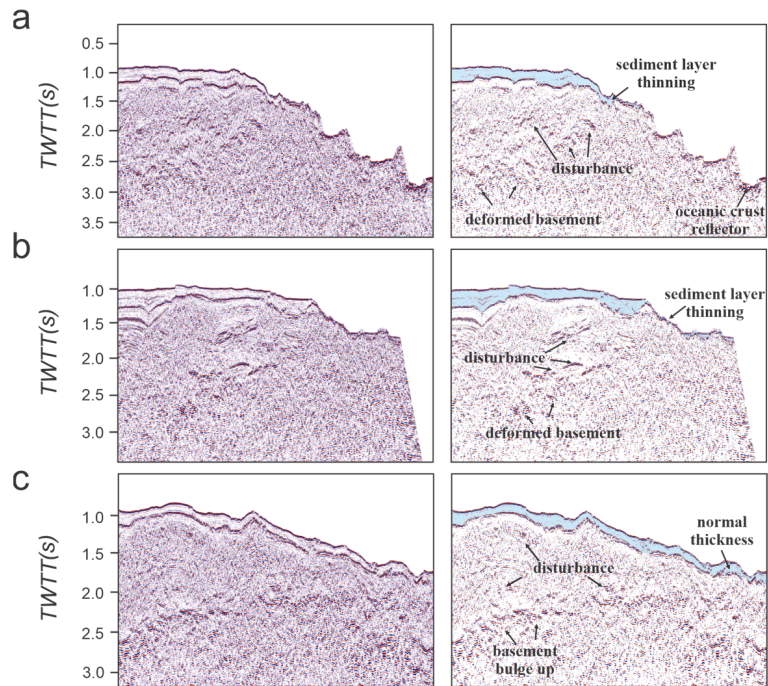 a
0.5
1.0
1.5
2.0
2.5
3.0
3.5
TWTT(s)
sediment layer
thinning
disturbance
deformed basement
oceanic crust
reflector
b
1.0
1.5
2.0
2.5
3.0
TWTT(s)
sediment layer
thinning
disturbance
deformed basement
c
1.0
1.5
2.0
2.5
3.0
TWTT(s)
normal
thickness
disturbance
basement
bulge up